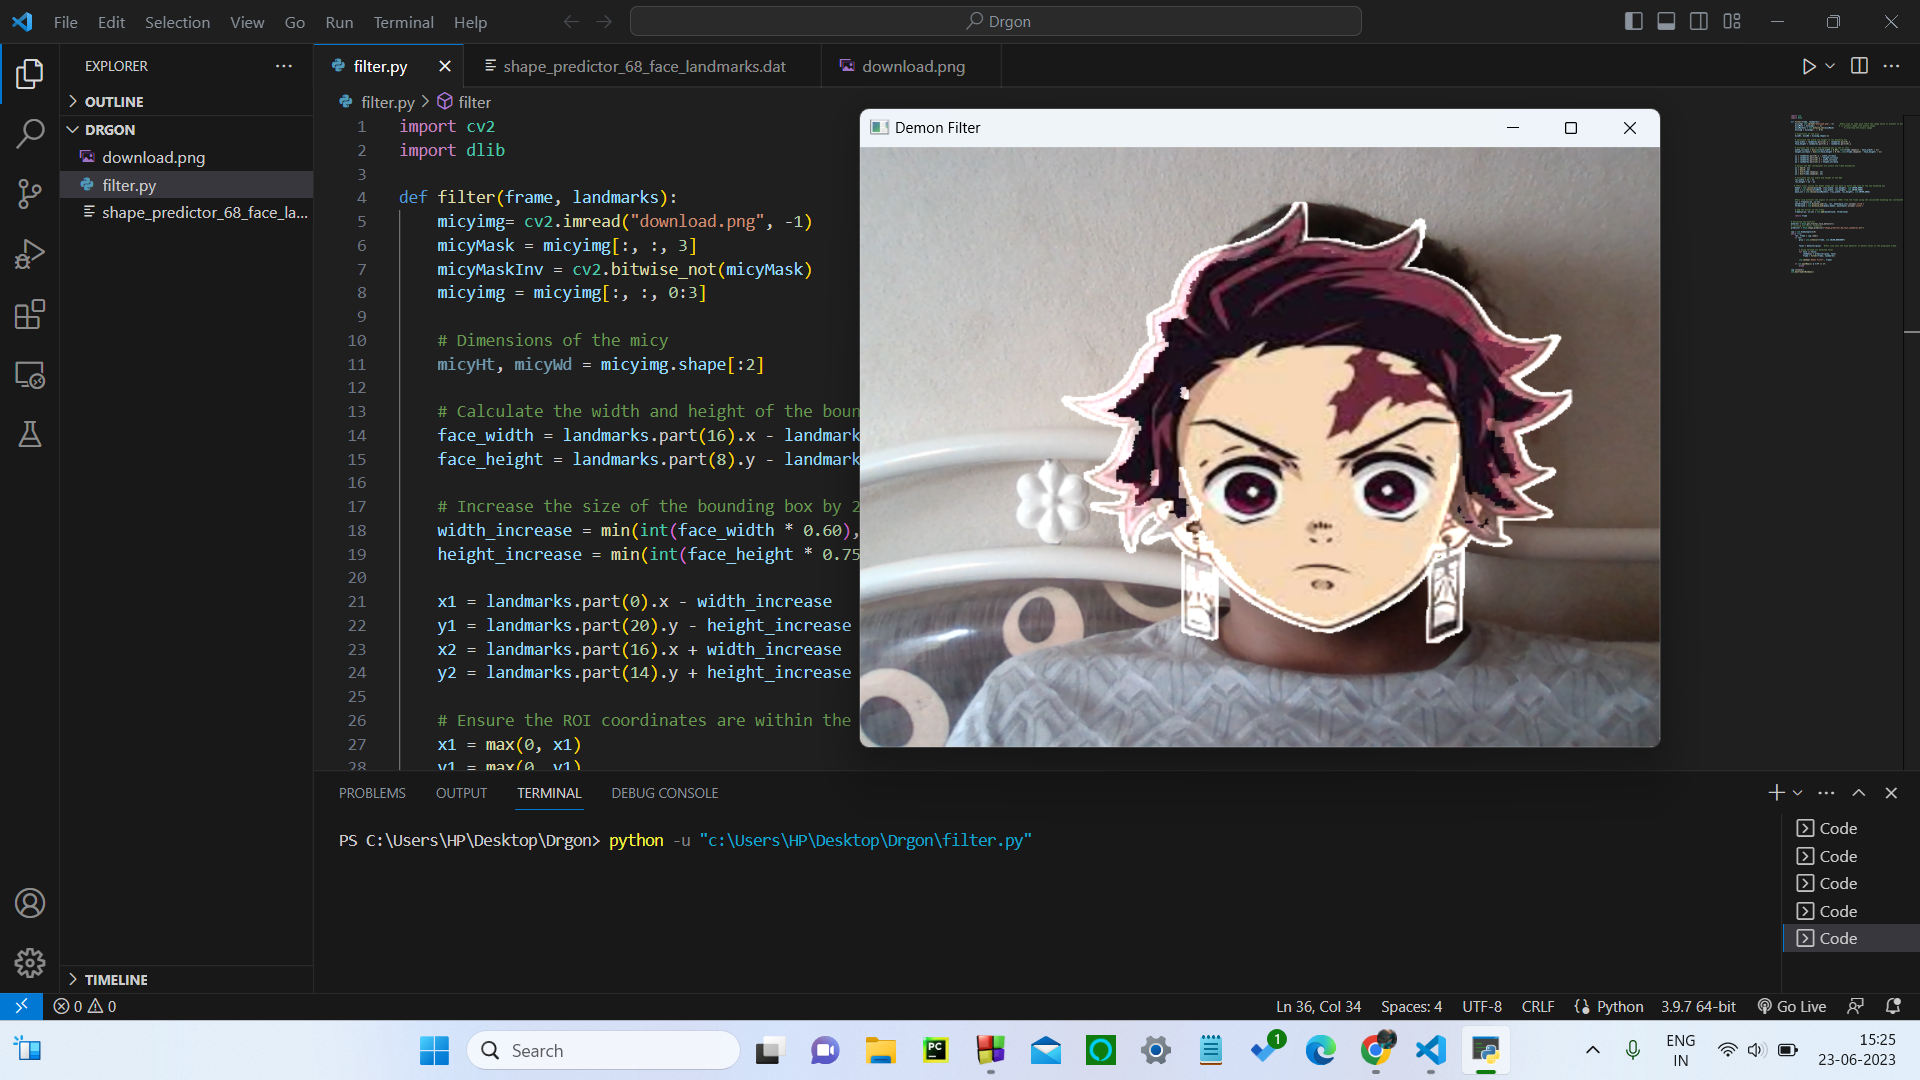 File Edit Selection View Go Run Terminal Help
Drgon
EXPLORER
OUTLINE
DRGON
download.png
filter.py
shape_predictor_68_face_la...
TIMELINE
filter.py
shape_predictor_68_face_landmarks.dat
download.png
filter.py > filter
1 import cv2
2 import dlib
3
4 def filter(frame, landmarks):
5 micyimg= cv2.imread("download.png", -1)
6 micyMask = micyimg[:, :, 3]
7 micyMaskInv = cv2.bitwise_not(micyMask)
8 micyimg = micyimg[:, :, 0:3]
9
10 # Dimensions of the micy
11 micyHt, micyWd = micyimg.shape[:2]
12
13 # Calculate the width and height of the boun
14 face_width = landmarks.part(16).x - landmark
15 face_height = landmarks.part(8).y - landmark
16
17 # Increase the size of the bounding box by 2
18 width_increase = min(int(face_width * 0.60),
19 height_increase = min(int(face_height * 0.75
20
21 x1 = landmarks.part(0).x - width_increase
22 y1 = landmarks.part(20).y - height_increase
23 x2 = landmarks.part(16).x + width_increase
24 y2 = landmarks.part(14).y + height_increase
25
26 # Ensure the ROI coordinates are within the
27 x1 = max(0, x1)
28 y1 = max(0, y1)
Demon Filter
PROBLEMS OUTPUT TERMINAL DEBUG CONSOLE
PS C:\Users\HP\Desktop\Drgon> python -u "c:\Users\HP\Desktop\Drgon\filter.py"
Code
Code
Code
Code
Code
0 0
Ln 36, Col 34 Spaces: 4 UTF-8 CRLF Python 3.9.7 64-bit Go Live
Search
PC
1
ENG
IN
15:25
23-06-2023